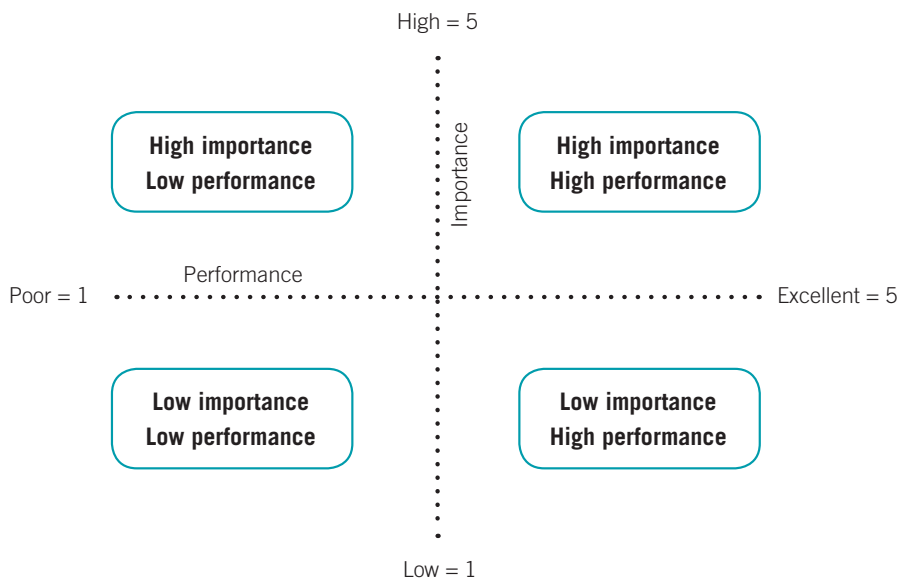 High = 5
High importance
Low performance
Importance
High importance
High performance
Performance
Poor = 1
Excellent = 5
Low importance
Low performance
Low importance
High performance
Low = 1